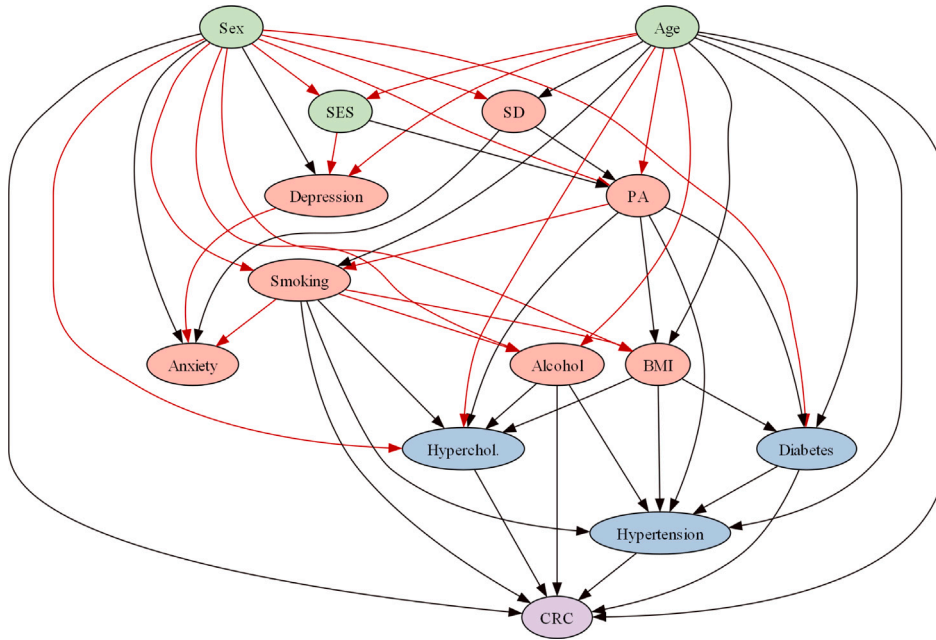 Sex
Age
SES
SD
Depression
PA
Smoking
Anxiety
Alcohol
BMI
Hyperchol.
Diabetes
Hypertension
CRC